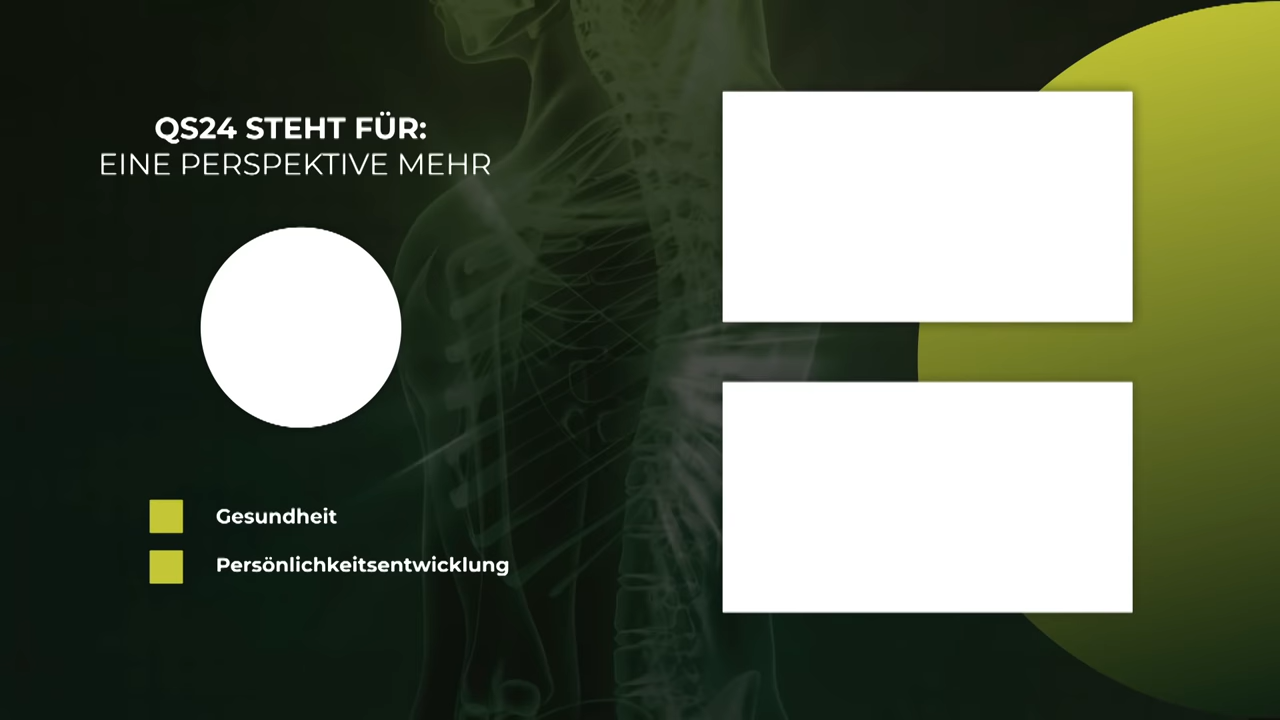 QS24 STEHT FÜR:
EINE PERSPEKTIVE MEHR
Gesundheit
Persönlichkeitsentwicklung